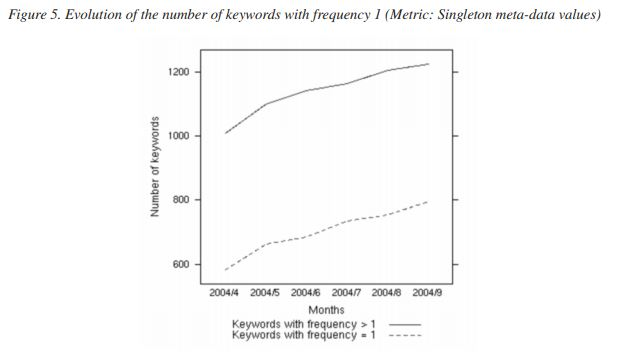 Figure 5. Evolution of the number of keywords with frequency 1 (Metric: Singleton meta-data values)
1200
1000
800
600
Number of keywords
2004/4 2004/5 2004/6 2004/7 2004/8 2004/9
Months
Keywords with frequency > 1
Keywords with frequency = 1